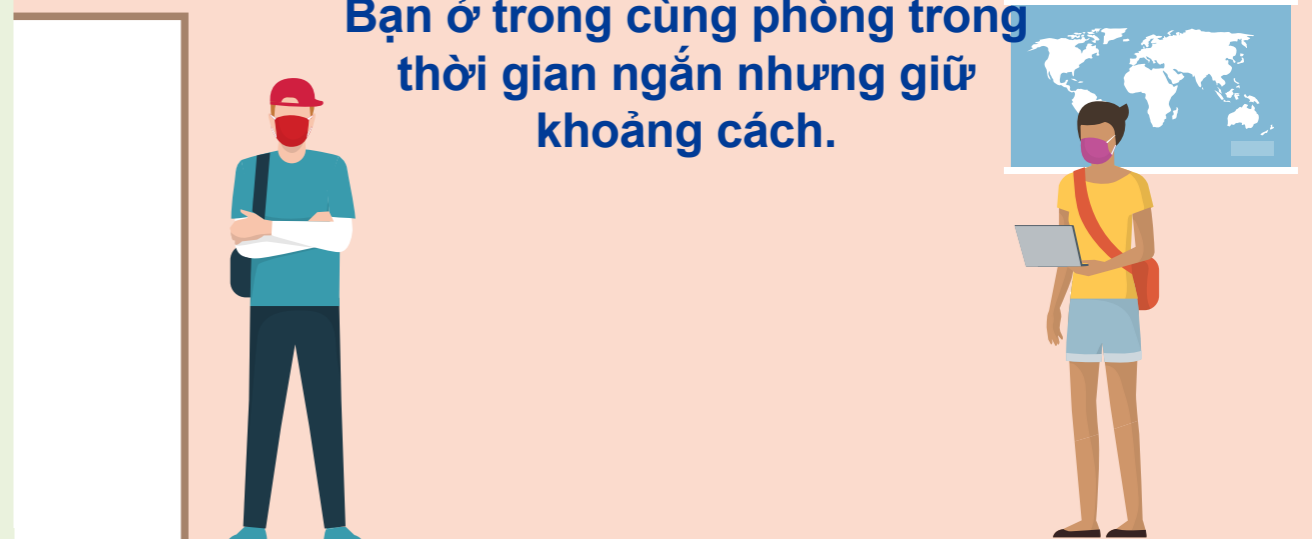 Bạn ở trong cùng phòng trong
thời gian ngắn nhưng giữ
khoảng cách.